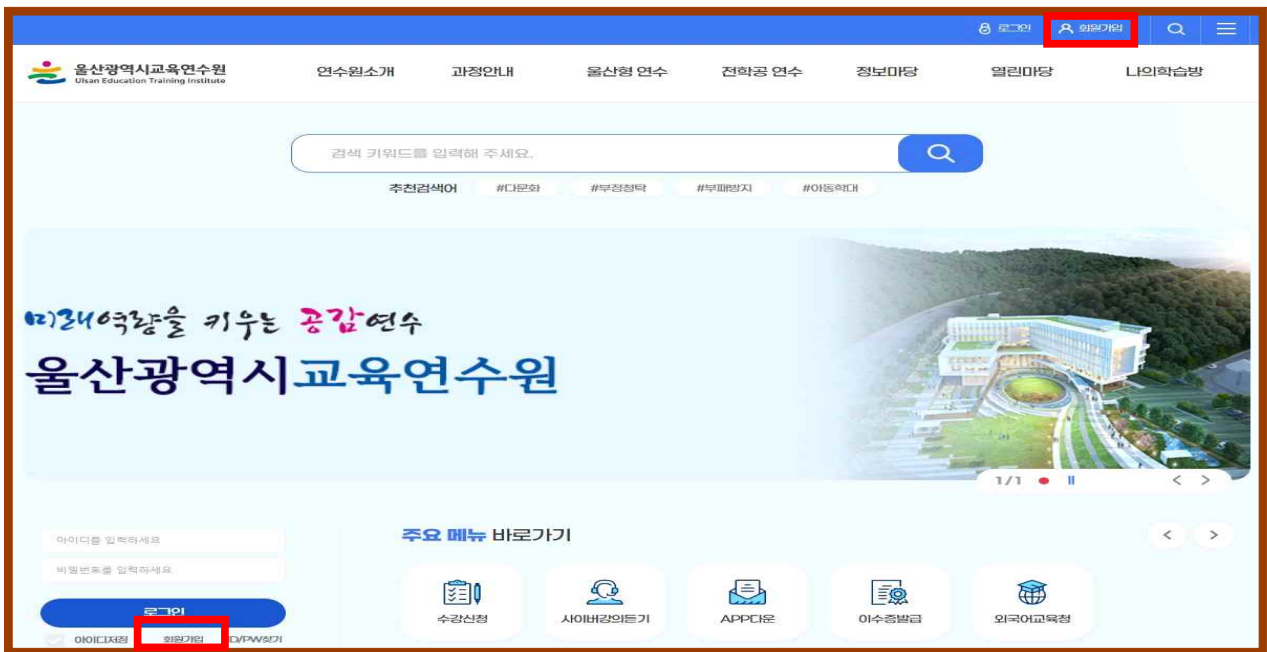 로그인 회원가입
울산광역시교육연수원 연수원소개 과정안내 울산형 연수 전학공 연수 정보마당 열린마당 나의학습방
Ulsan Education Training Institute
검색 키워드를 입력해 주세요.
추천검색어 #다문화 #부정청탁 #부패방지 #아동학대
미래역량을 키우는 공감연수
울산광역시교육연수원
1/1
주요 메뉴 바로가기
아이디를 입력하세요
비밀번호를 입력하세요
로그인
아이디저장 회원가입 ID/PW찾기
수강신청 사이버강의듣기 APP다운 이수증발급 외국어교육청